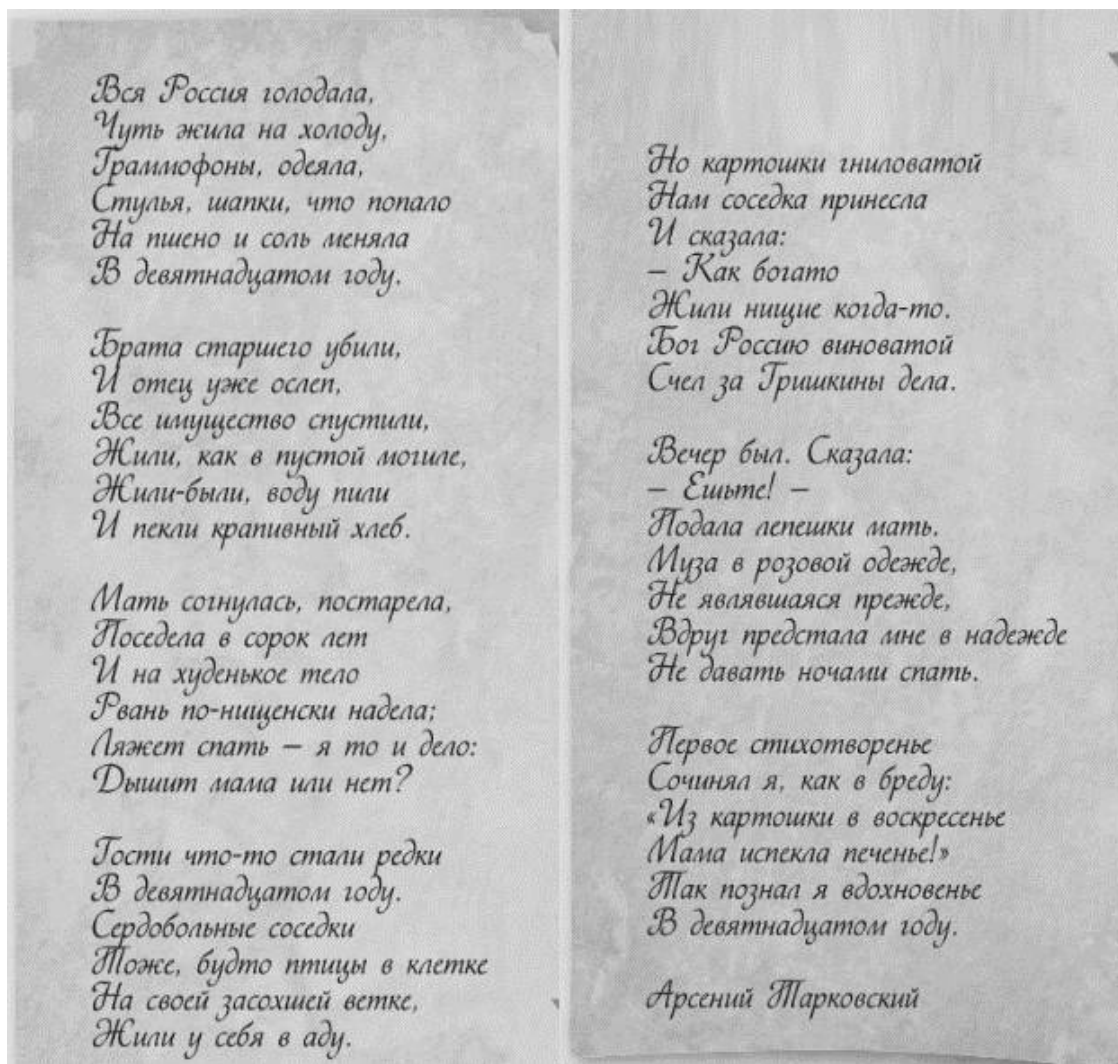 Вся Россия голодала,
Чуть жила на холоду,
Граммофоны, одеяла,
Стулья, шапки, что попало
На пшено и соль меняла
В девятнадцатом году.
Брата старшего убили,
И отец уже ослеп,
Все имущество спустили,
Жили, как в пустой могиле,
Жили-были, воду пили
И пекли крапивный хлеб.
Мать согнулась, постарела,
Поседела в сорок лет
И на худенькое тело
Рвань по-нищенски надела;
Ляжет спать – я то и дело:
Дышит мама или нет?
Гости что-то стали редки
В девятнадцатом году.
Сердобольные соседки
Тоже, будто птицы в клетке
На своей засохшей ветке,
Жили у себя в аду.
Но картошки гниловатой
Нам соседка принесла
И сказала:
– Как богато
Жили нищие когда-то.
Бог Россию виноватой
Счел за Гришкины дела.
Вечер был. Сказала:
– Ешьте! –
Подала лепешки мать.
Муза в розовой одежде,
Не являвшаяся прежде,
Вдруг предстала мне в надежде
Не давать ночами спать.
Первое стихотворенье
Сочинял я, как в бреду:
«Из картошки в воскресенье
Мама испекла печенье!»
Так познал я вдохновенье
В девятнадцатом году.
Арсений Тарковский